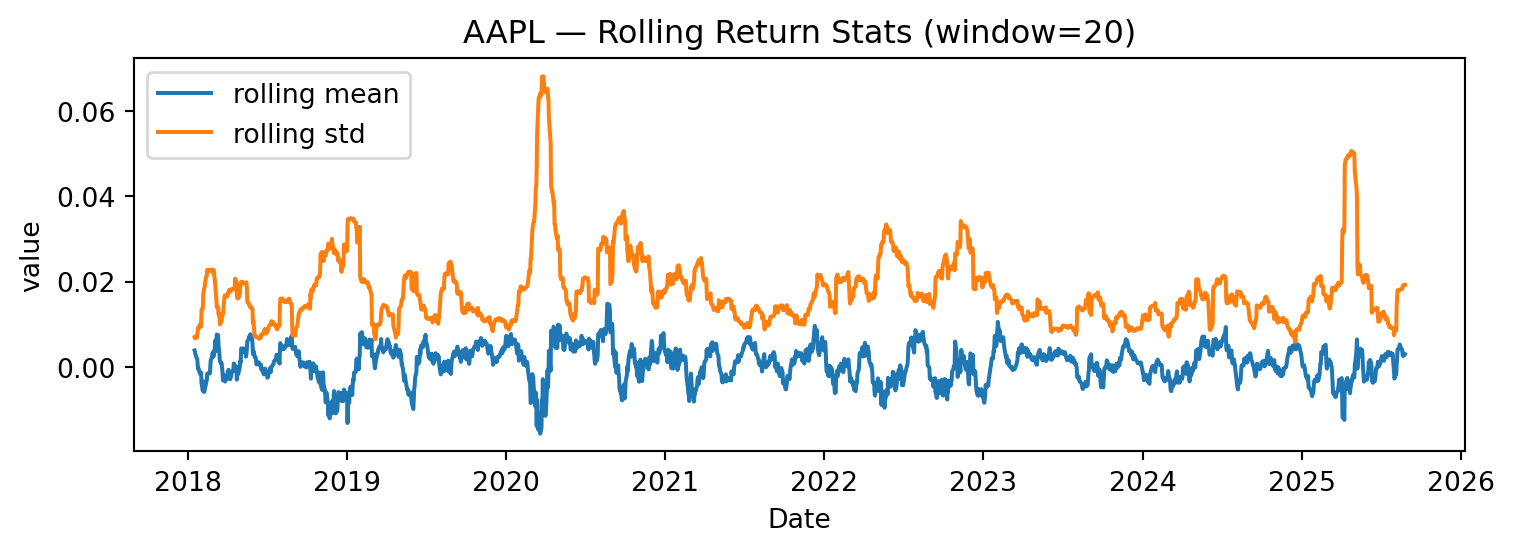 AAPL — Rolling Return Stats (window=20)
rolling mean
rolling std
value
0.06
0.04
0.02
0.00
2018 2019 2020 2021 2022 2023 2024 2025 2026
Date